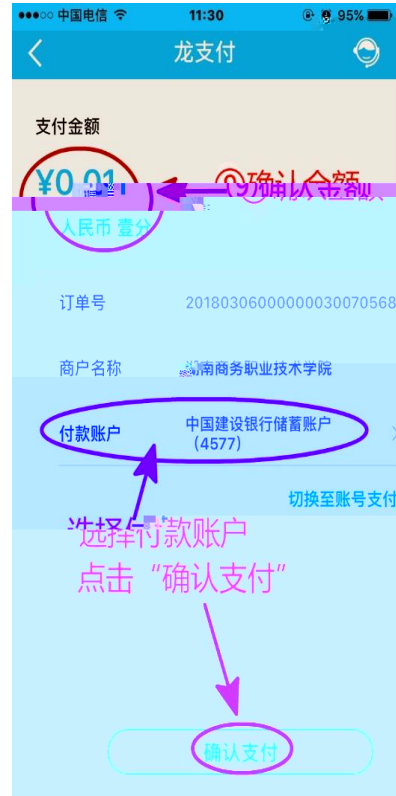 中国电信 11:30 95%
龙支付
支付金额
¥0.01
确认金额
人民币 壹分
订单号 20180306000000030070568
商户名称 湖南商务职业技术学院
付款账户 中国建设银行储蓄账户
(4577)
切换至账号支付
选择付款账户
点击“确认支付”
确认支付